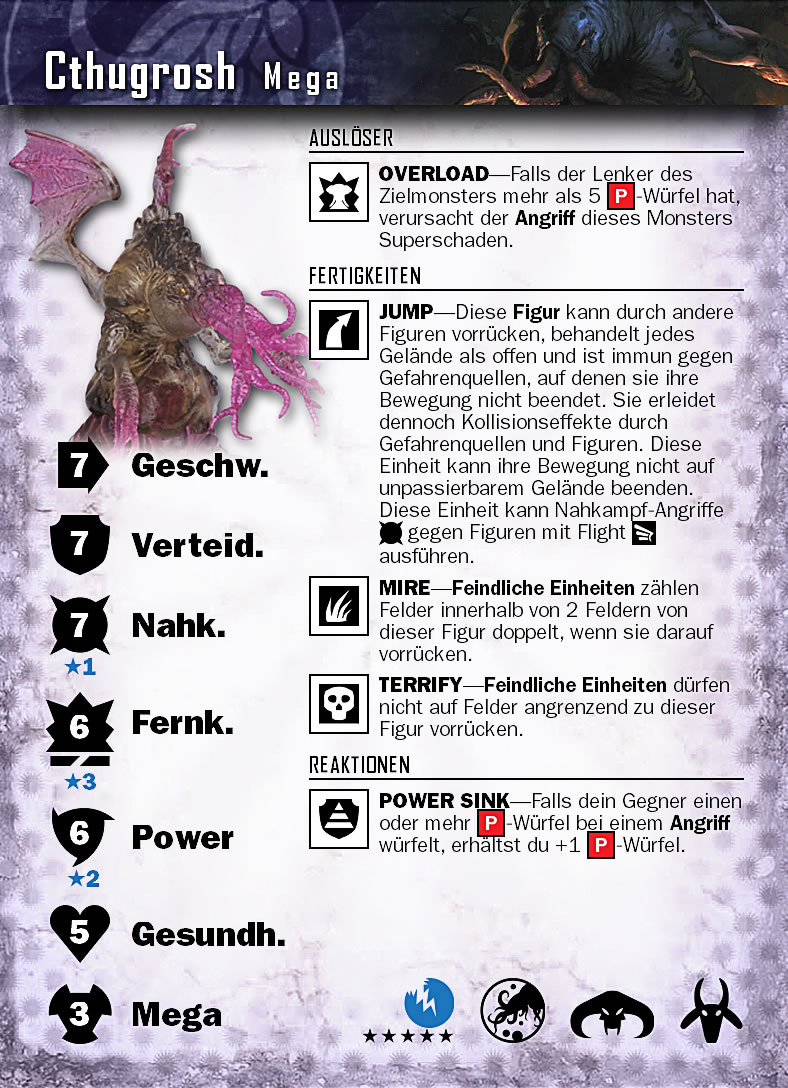 Cthugrosh Mega
AUSLÖSER
OVERLOAD—Falls der Lenker des
Zielmonsters mehr als 5 P-Würfel hat,
verursacht der Angriff dieses Monsters
Superschaden.
FERTIGKEITEN
JUMP—Diese Figur kann durch andere
Figuren vorrücken, behandelt jedes
Gelände als offen und ist immun gegen
Gefahrenquellen, auf denen sie ihre
Bewegung nicht beendet. Sie erleidet
dennoch Kollisionseffekte durch
Gefahrenquellen und Figuren. Diese
Einheit kann ihre Bewegung nicht auf
unpassierbarem Gelände beenden.
Diese Einheit kann Nahkampf-Angriffe
gegen Figuren mit Flight
ausführen.
MIRE—Feindliche Einheiten zählen
Felder innerhalb von 2 Feldern von
dieser Figur doppelt, wenn sie darauf
vorrücken.
TERRIFY—Feindliche Einheiten dürfen
nicht auf Felder angrenzend zu dieser
Figur vorrücken.
REAKTIONEN
POWER SINK—Falls dein Gegner einen
oder mehr P-Würfel bei einem Angriff
würfelt, erhältst du +1 P-Würfel.
7 Geschw.
7 Verteid.
7 Nahk.
★1
6 Fernk.
★3
6 Power
★2
5 Gesundh.
3 Mega
★★★★★